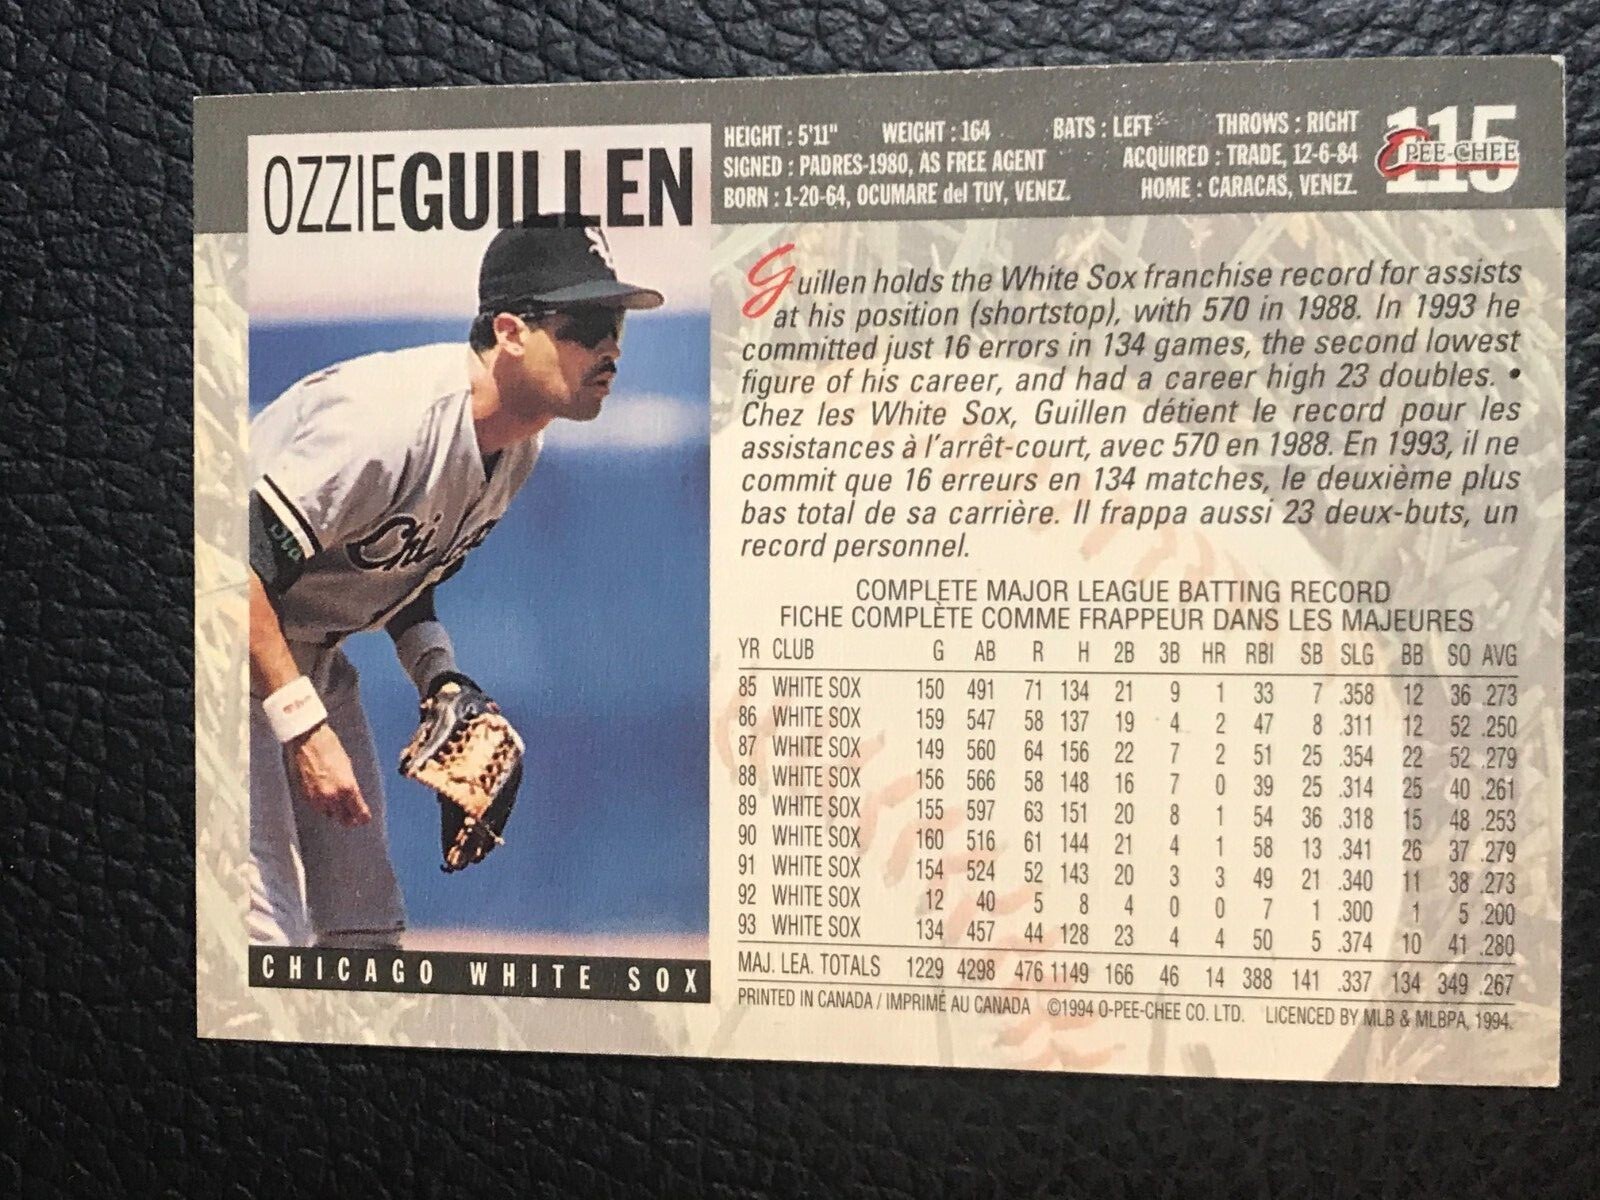 OZZIEGUILLEN
CHICAGO WHITE SOX
HEIGHT : 5'11" WEIGHT : 164 BATS : LEFT THROWS : RIGHT
SIGNED : PADRES-1980, AS FREE AGENT ACQUIRED : TRADE, 12-6-84
BORN : 1-20-64, OCUMARE del TUY, VENEZ. HOME : CARACAS, VENEZ.
115
O-PEE-CHEE
Guillen holds the White Sox franchise record for assists
at his position (shortstop), with 570 in 1988. In 1993 he
committed just 16 errors in 134 games, the second lowest
figure of his career, and had a career high 23 doubles. •
Chez les White Sox, Guillen détient le record pour les
assistances à l'arrêt-court, avec 570 en 1988. En 1993, il ne
commit que 16 erreurs en 134 matches, le deuxième plus
bas total de sa carrière. Il frappa aussi 23 deux-buts, un
record personnel.
COMPLETE MAJOR LEAGUE BATTING RECORD
FICHE COMPLÈTE COMME FRAPPEUR DANS LES MAJEURES
YR CLUB G AB R H 2B 3B HR RBI SB SLG BB SO AVG
85 WHITE SOX 150 491 71 134 21 9 1 33 7 .358 12 36 .273
86 WHITE SOX 159 547 58 137 19 4 2 47 8 .311 12 52 .250
87 WHITE SOX 149 560 64 156 22 7 2 51 25 .354 22 52 .279
88 WHITE SOX 156 566 58 148 16 7 0 39 25 .314 25 40 .261
89 WHITE SOX 155 597 63 151 20 8 1 54 36 .318 15 48 .253
90 WHITE SOX 160 516 61 144 21 4 1 58 13 .341 26 37 .279
91 WHITE SOX 154 524 52 143 20 3 3 49 21 .340 11 38 .273
92 WHITE SOX 12 40 5 8 4 0 0 7 1 .300 1 5 .200
93 WHITE SOX 134 457 44 128 23 4 4 50 5 .374 10 41 .280
MAJ. LEA. TOTALS 1229 4298 476 1149 166 46 14 388 141 .337 134 349 .267
PRINTED IN CANADA / IMPRIMÉ AU CANADA ©1994 O-PEE-CHEE CO. LTD. LICENCED BY MLB & MLBPA, 1994.